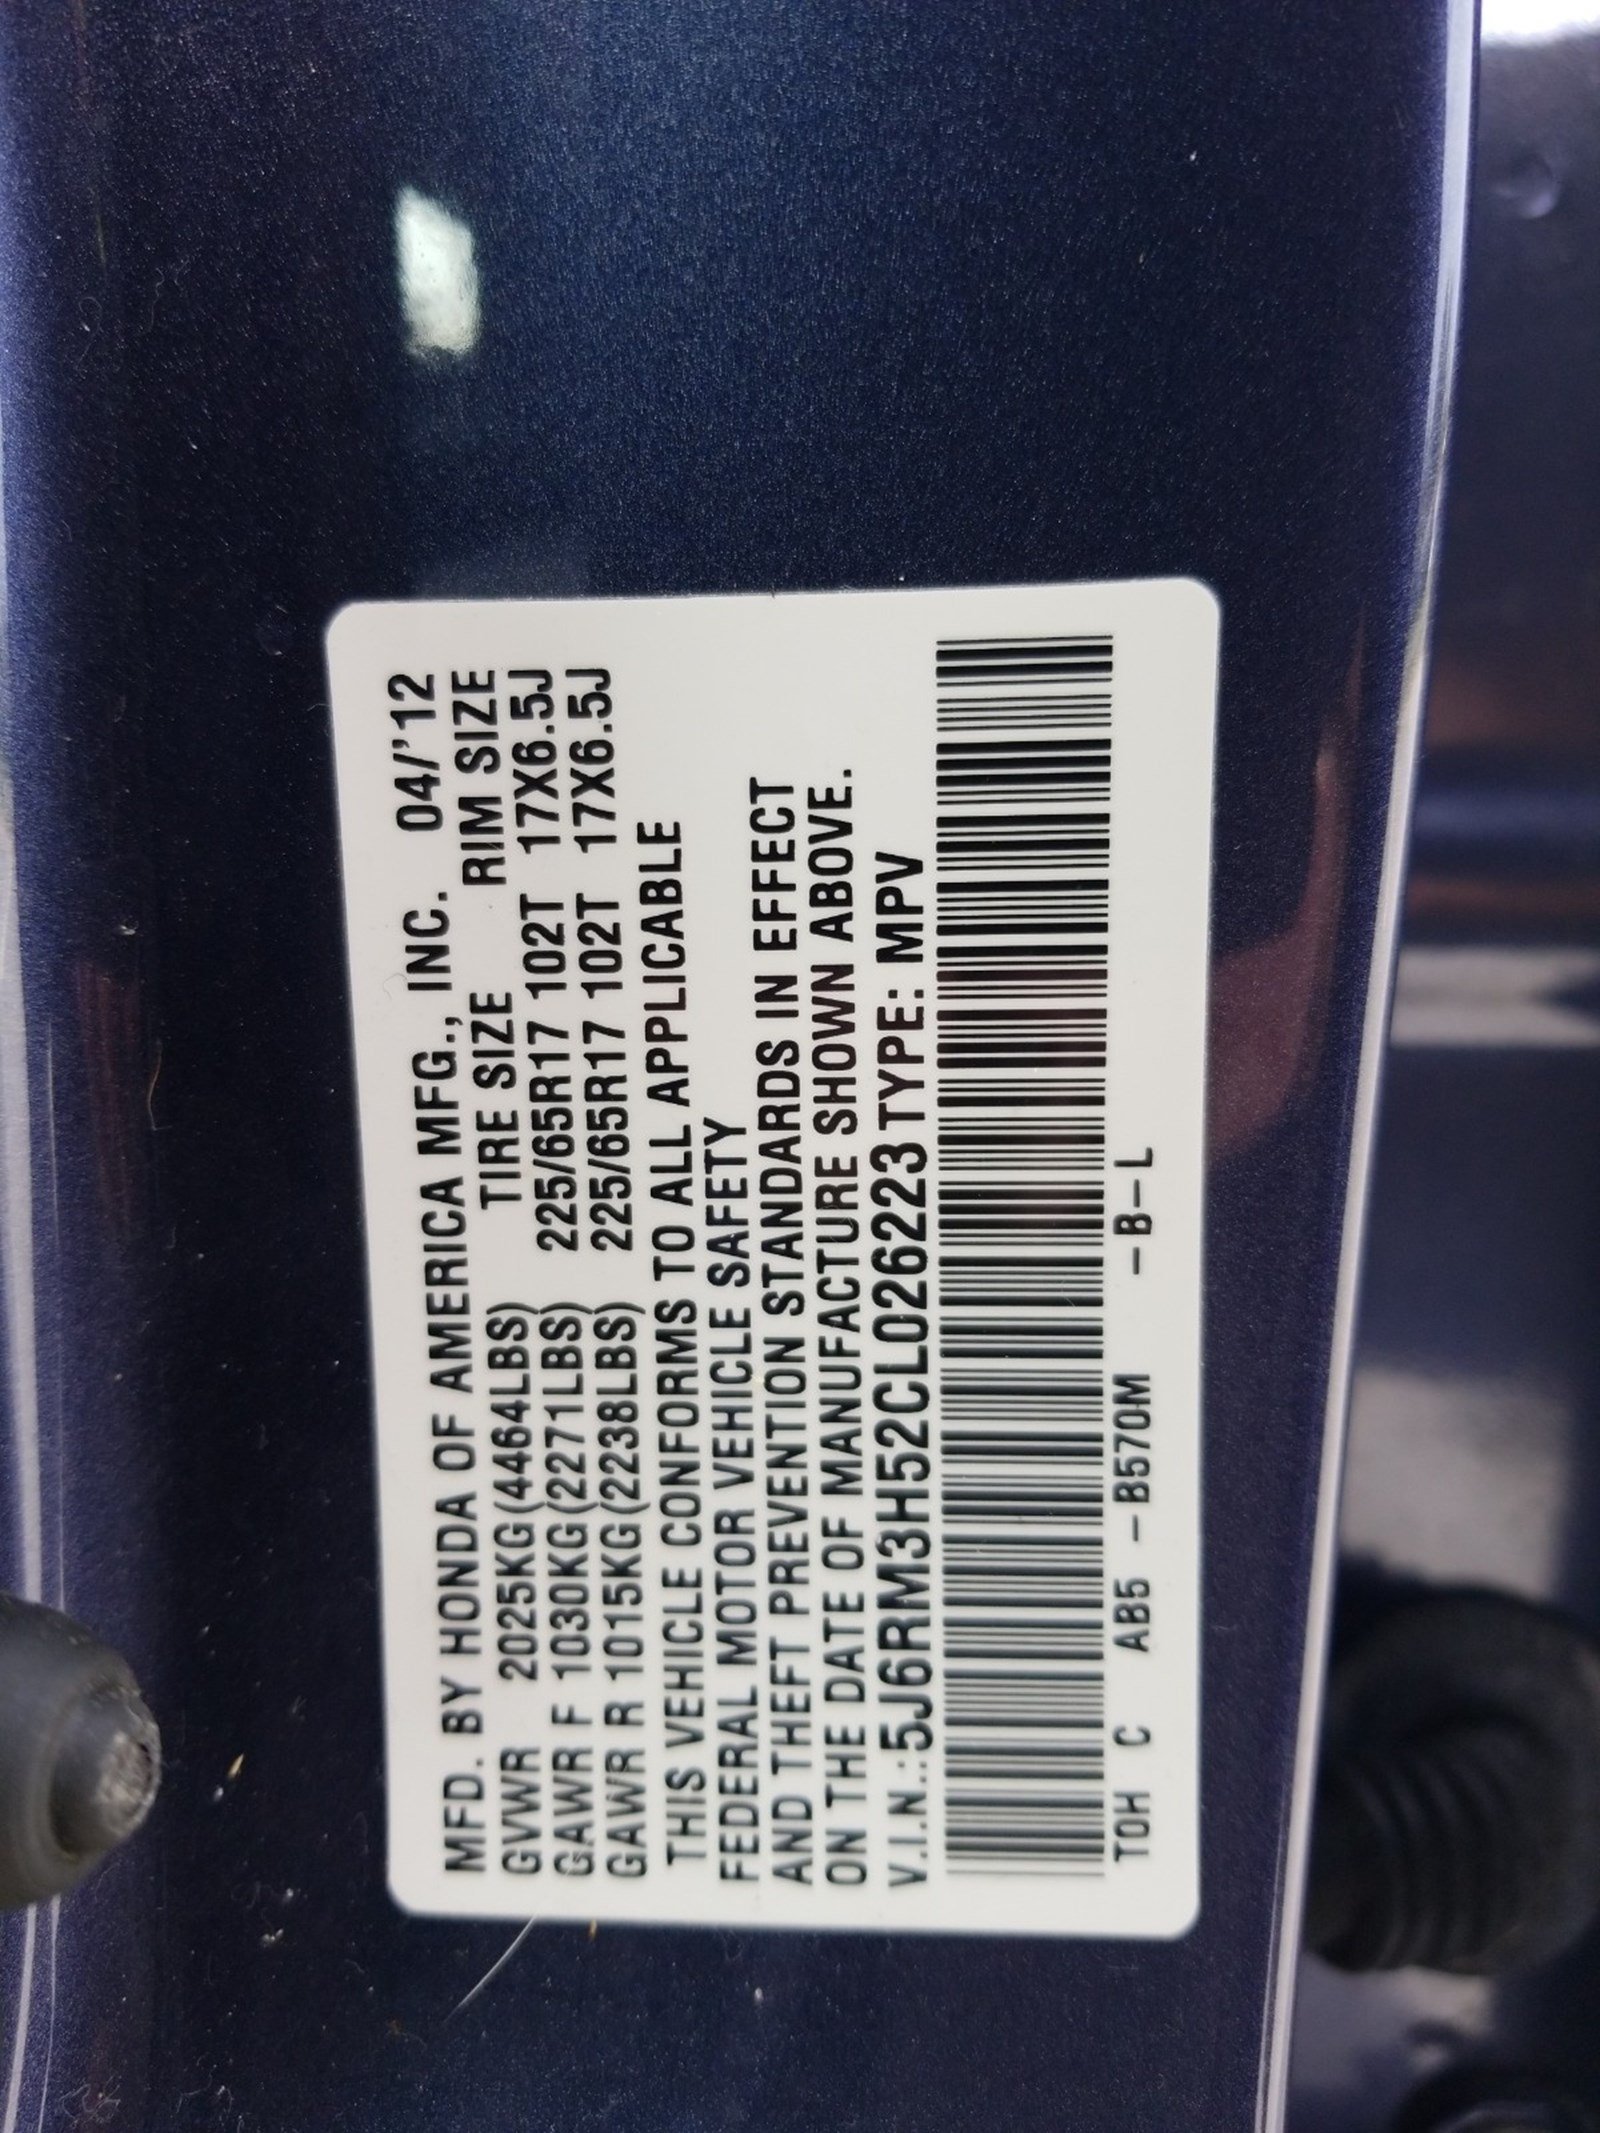 MFD. BY HONDA OF AMERICA MFG., INC. 04/'12
TIRE SIZE RIM SIZE
GVWR 2025KG(4464LBS)
GAWR F 1030KG(2271LBS) 225/65R17 102T 17X6.5J
GAWR R 1015KG(2238LBS) 225/65R17 102T 17X6.5J
THIS VEHICLE CONFORMS TO ALL APPLICABLE
FEDERAL MOTOR VEHICLE SAFETY
AND THEFT PREVENTION STANDARDS IN EFFECT
ON THE DATE OF MANUFACTURE SHOWN ABOVE.
V.I.N.:5J6RM3H52CL026223 TYPE: MPV
TOH C AB5 -B570M -B-L